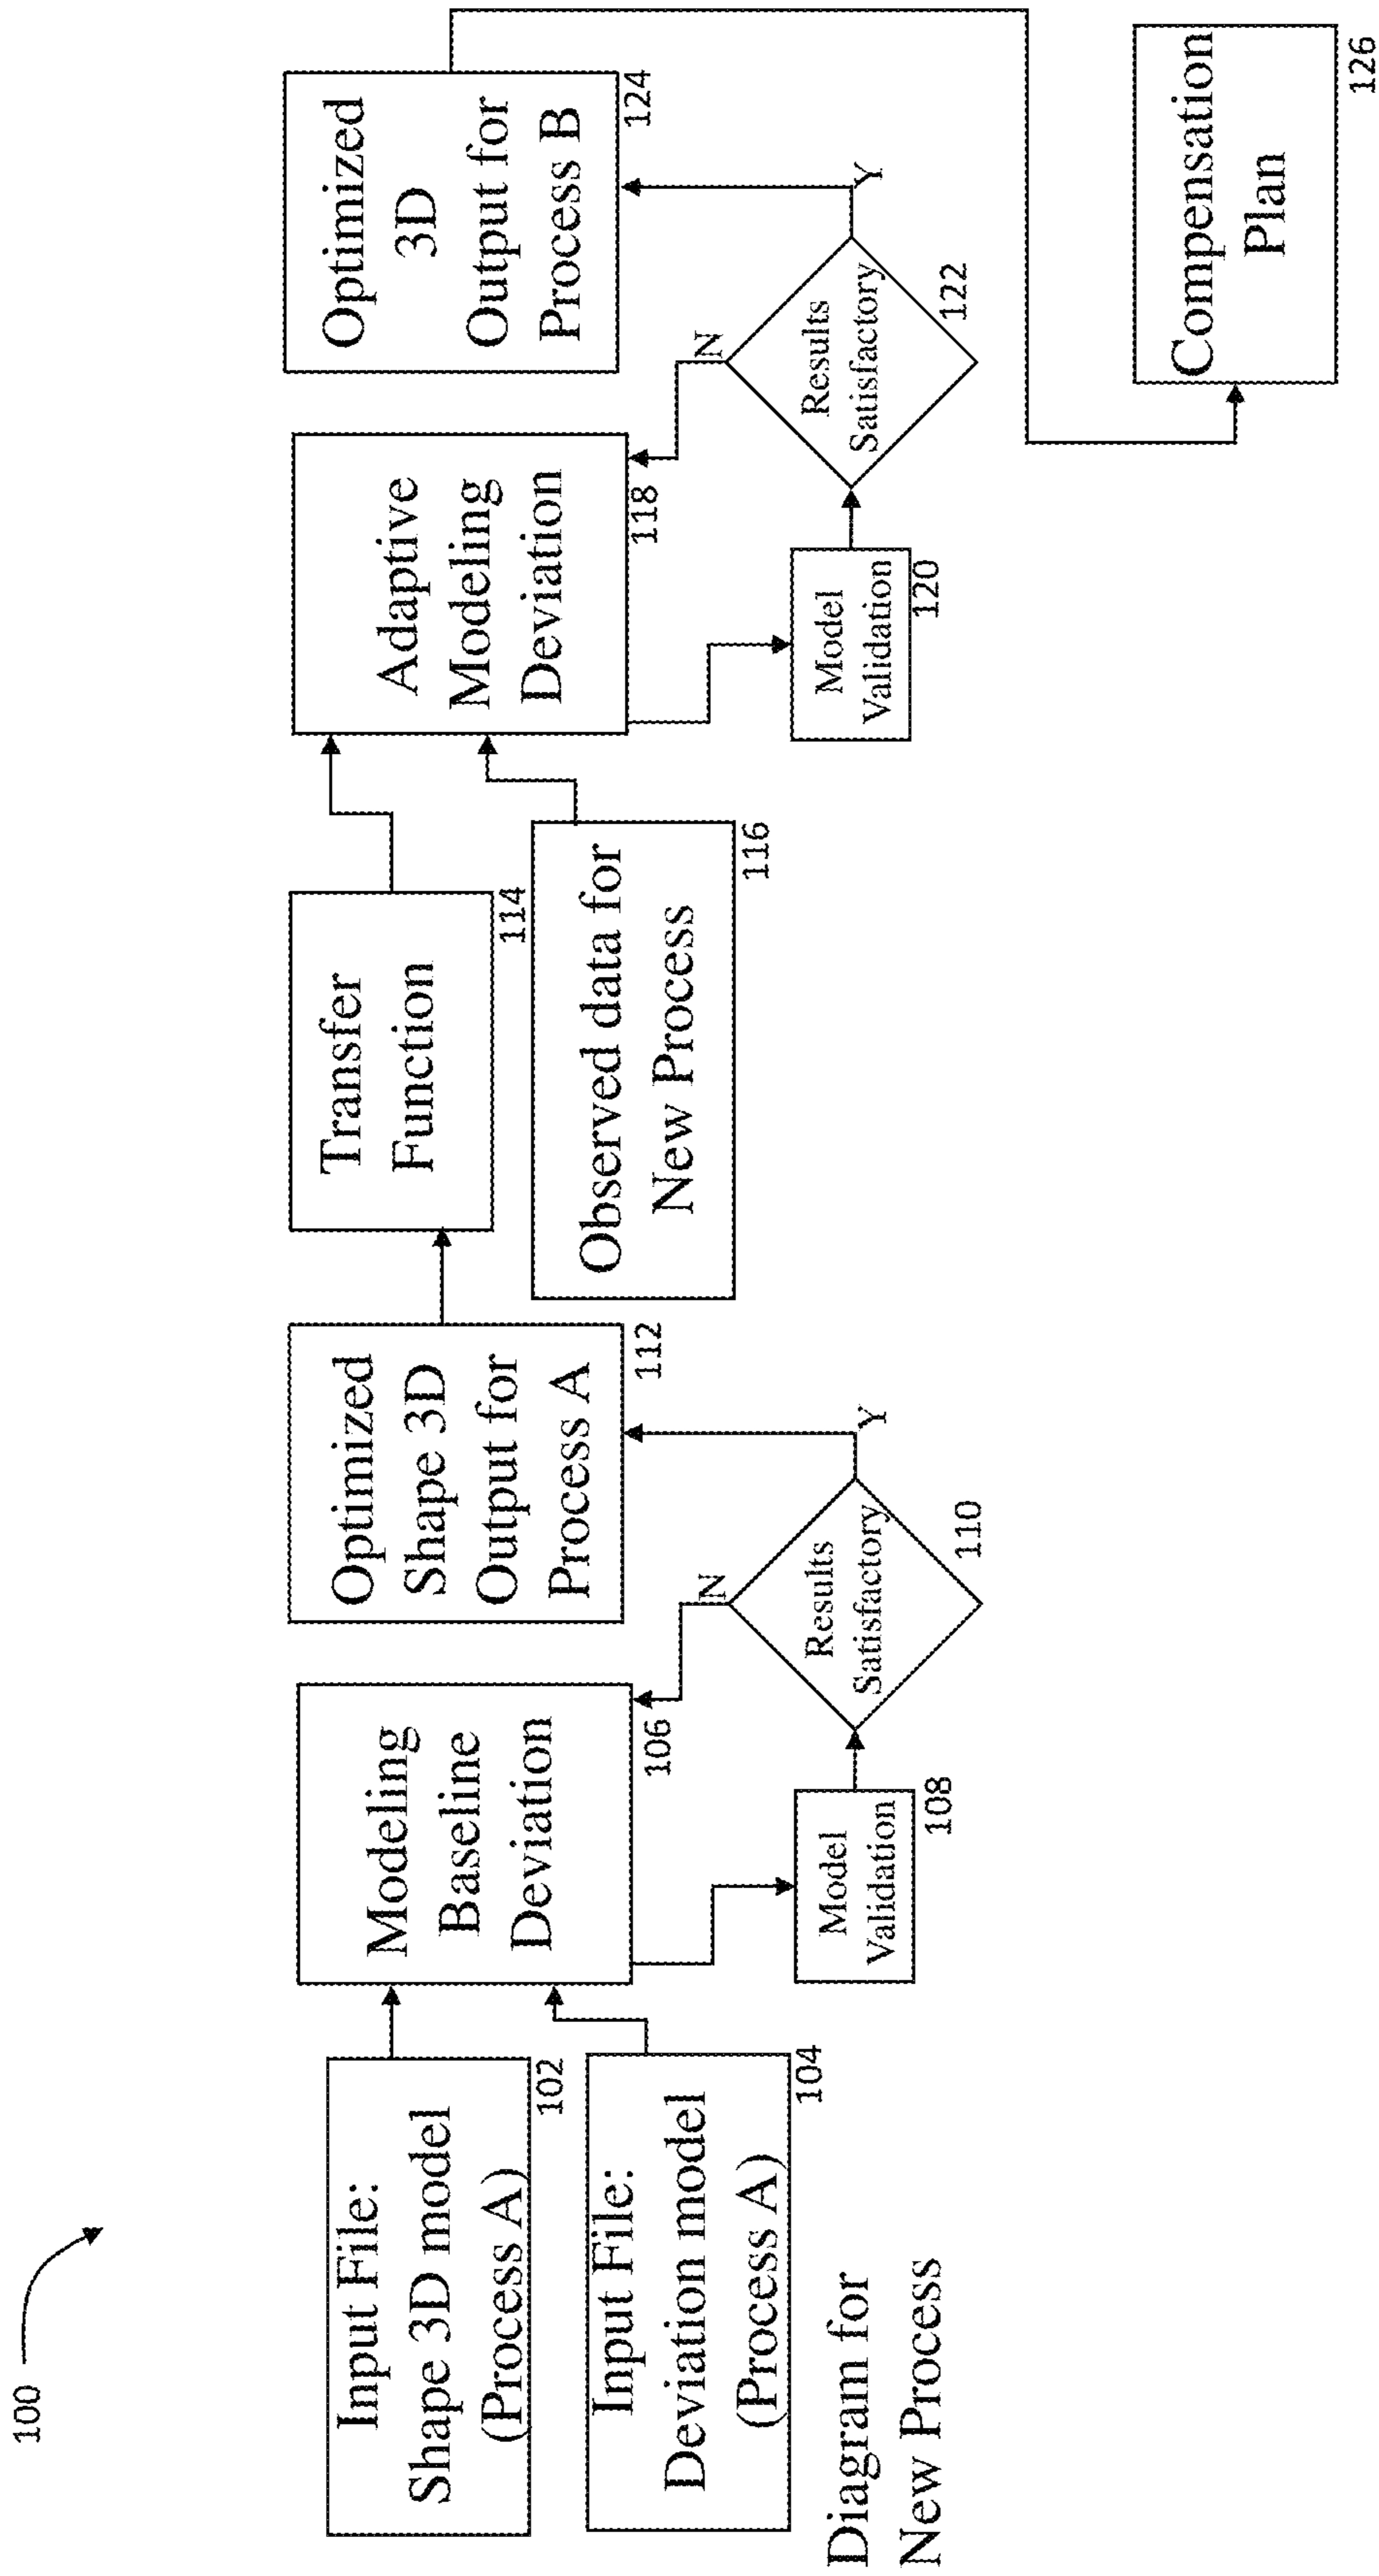 100
Input File:
Shape 3D model
(Process A)
102
Input File:
Deviation model
(Process A)
104
Modeling
Baseline
Deviation
106
Model
Validation
108
Results
Satisfactory
110
N
Y
Optimized
Shape 3D
Output for
Process A
112
Transfer
Function
114
Observed data for
New Process
116
Adaptive
Modeling
Deviation
118
Model
Validation
120
Results
Satisfactory
122
N
Y
Optimized
3D
Output for
Process B
124
Compensation
Plan
126
Diagram for
New Process